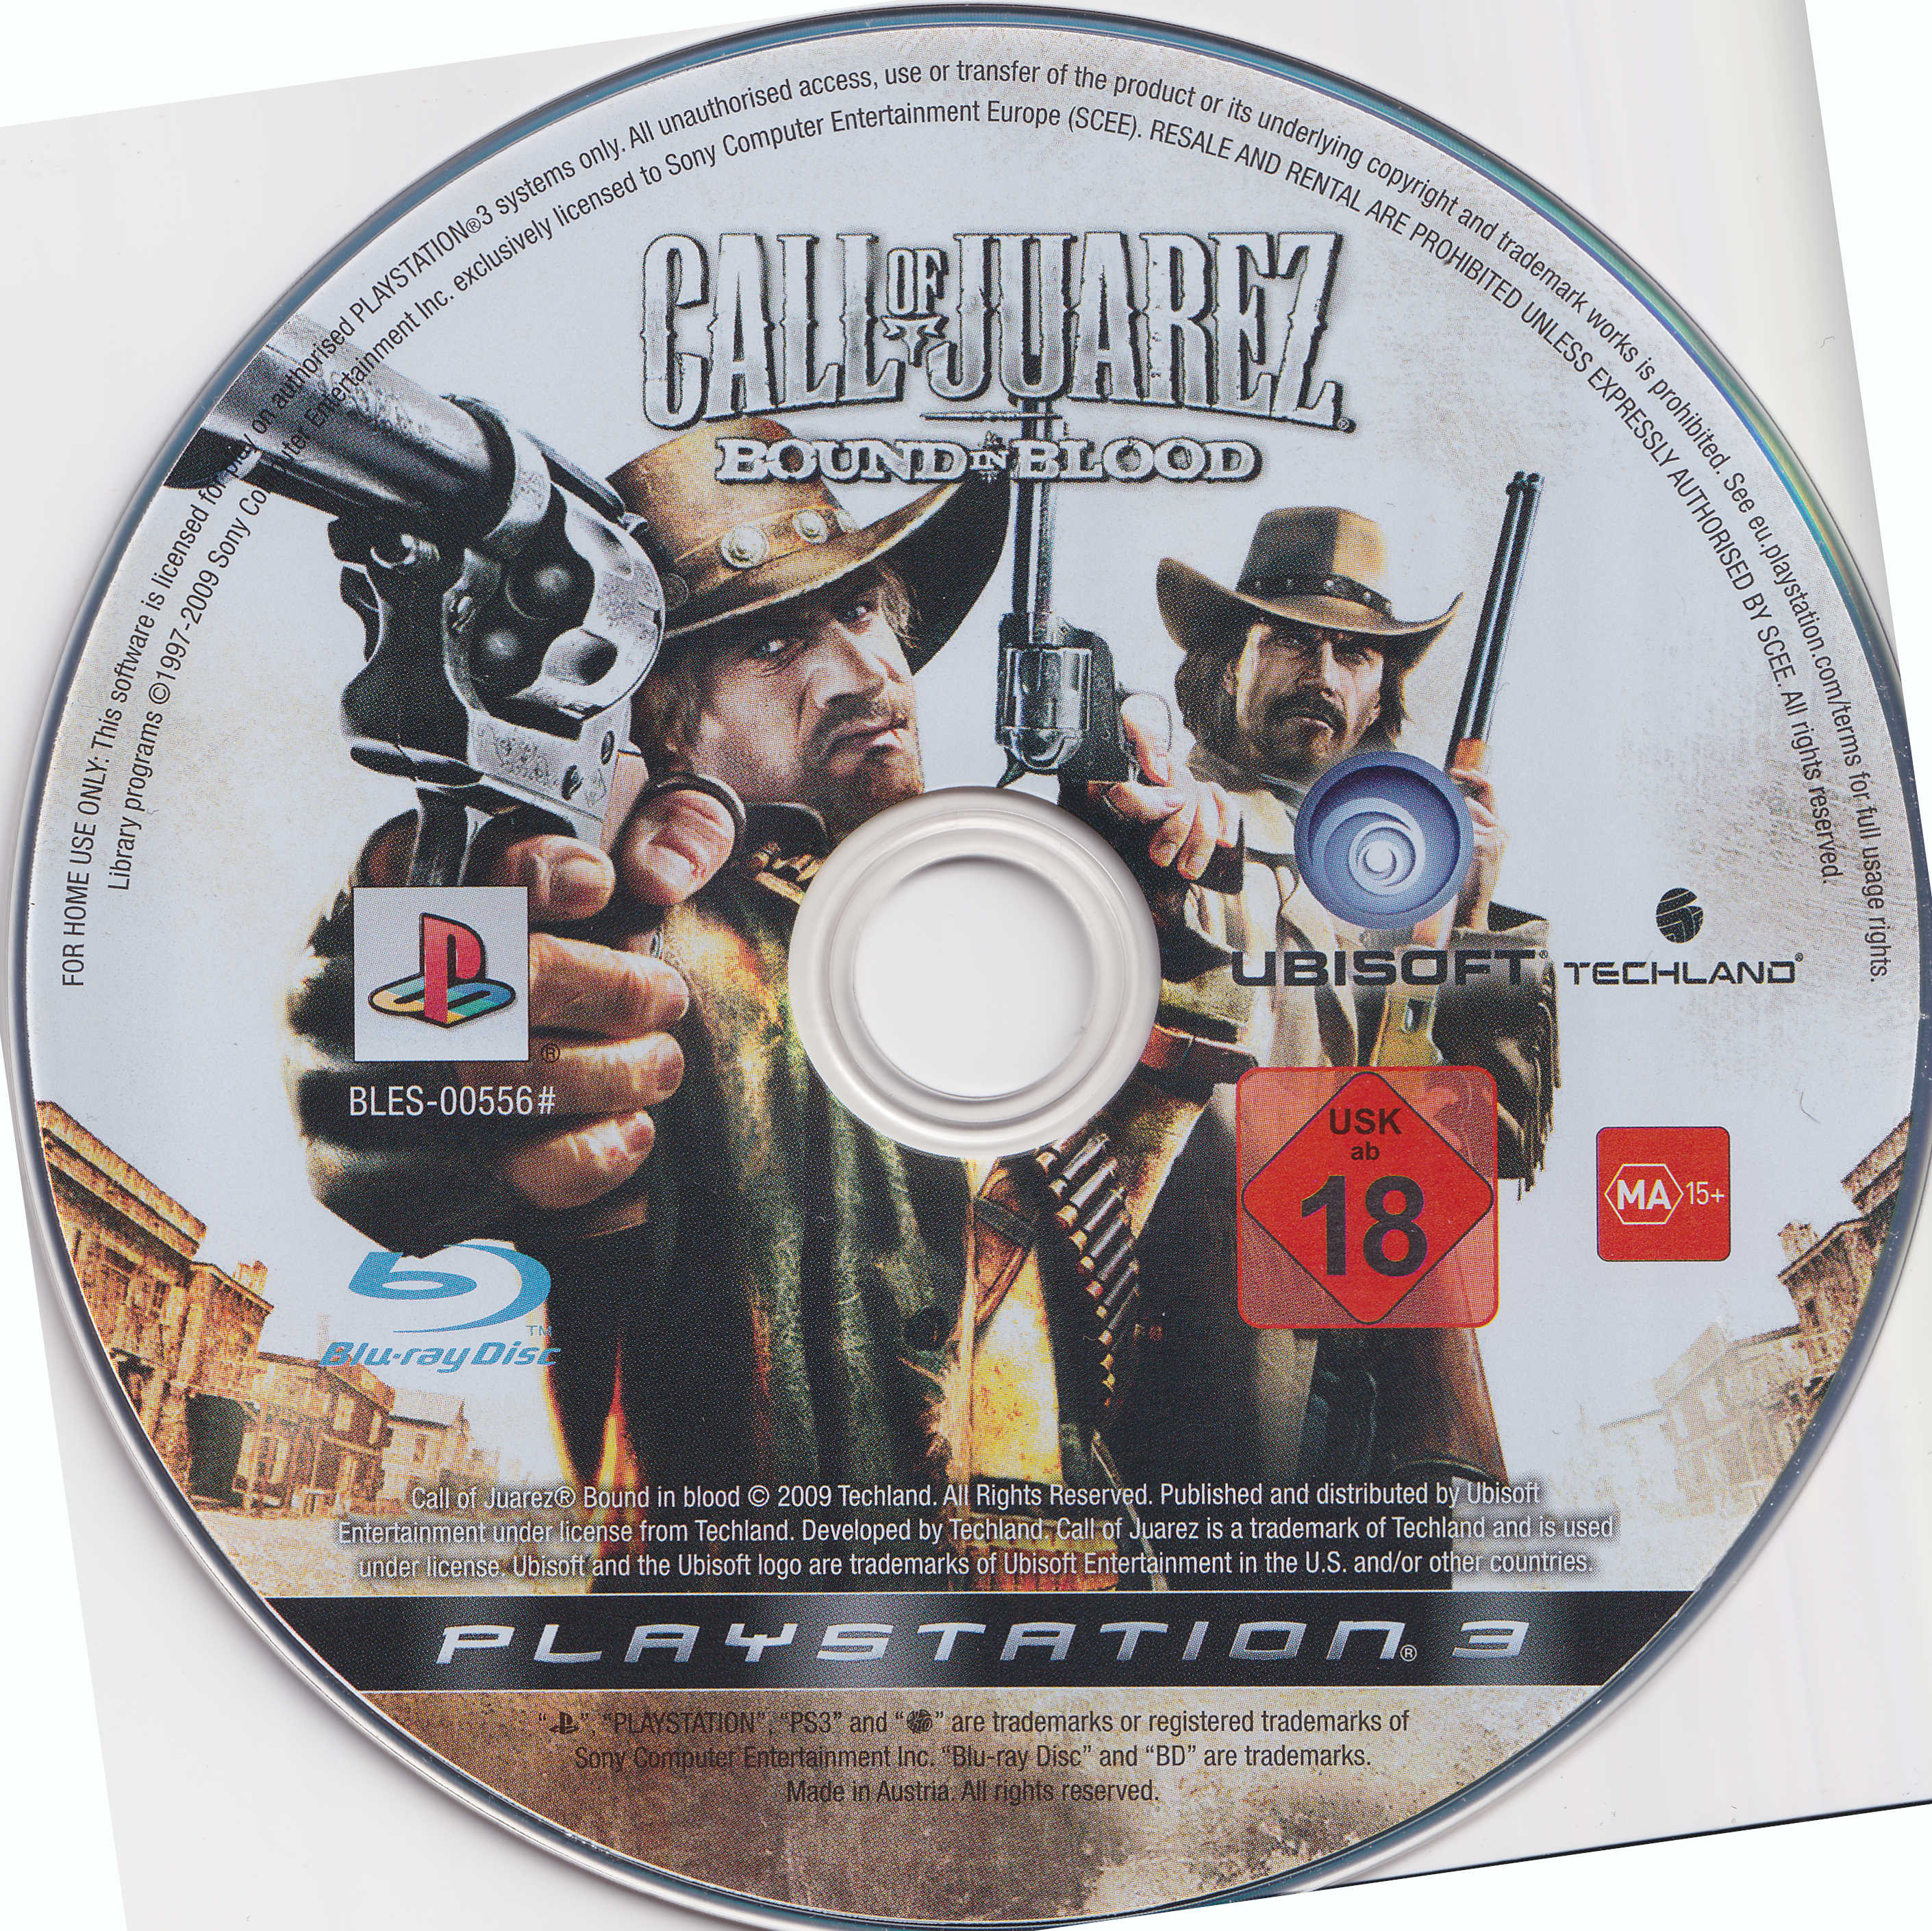 FOR HOME USE ONLY: This software is licensed for play on authorised PLAYSTATION®3 systems only. All unauthorised access, use or transfer of the product or its underlying copyright and trademark works is prohibited. See eu.playstation.com/terms for full usage rights.
Library programs ©1997-2009 Sony Computer Entertainment Inc. exclusively licensed to Sony Computer Entertainment Europe (SCEE). RESALE AND RENTAL ARE PROHIBITED UNLESS EXPRESSLY AUTHORISED BY SCEE. All rights reserved.
CALL OF JUAREZ®
BOUND IN BLOOD
UBISOFT®
TECHLAND®
®
BLES-00556#
USK
ab
18
MA 15+
Blu-ray Disc™
Call of Juarez® Bound in blood © 2009 Techland. All Rights Reserved. Published and distributed by Ubisoft
Entertainment under license from Techland. Developed by Techland. Call of Juarez is a trademark of Techland and is used
under license. Ubisoft and the Ubisoft logo are trademarks of Ubisoft Entertainment in the U.S. and/or other countries.
PLAYSTATION® 3
“ ”, “PLAYSTATION”, “PS3” and “ ” are trademarks or registered trademarks of
Sony Computer Entertainment Inc. “Blu-ray Disc” and “BD” are trademarks.
Made in Austria. All rights reserved.